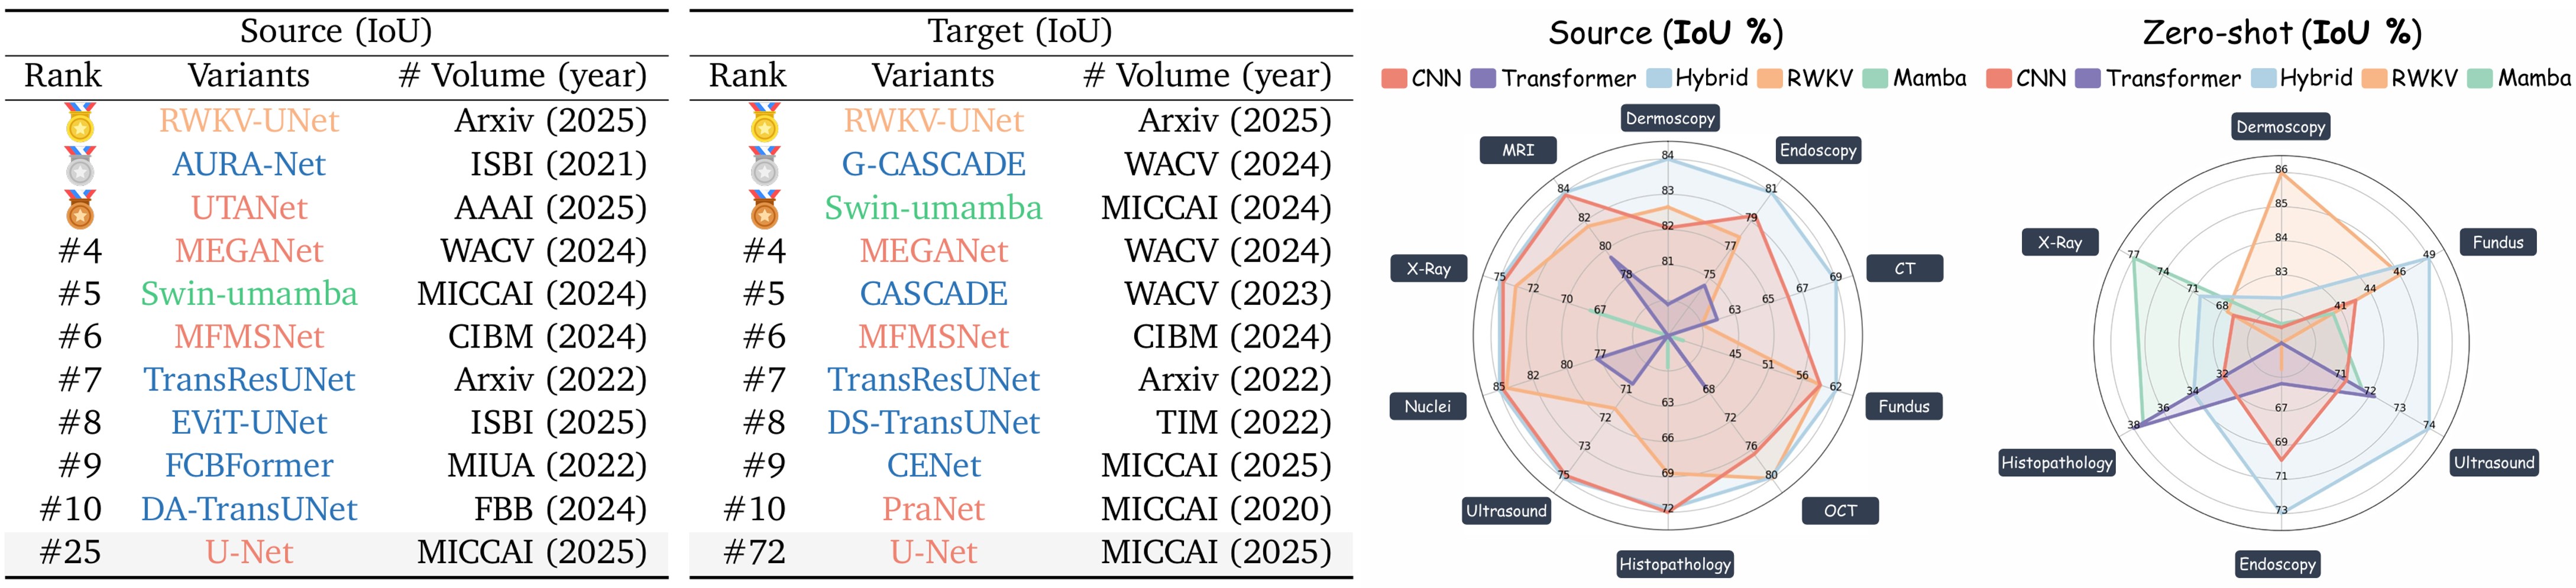 Source (IoU)
Rank Variants # Volume (year)
RWKV-UNet Arxiv (2025)
AURA-Net ISBI (2021)
UTANet AAAI (2025)
#4 MEGANet WACV (2024)
#5 Swin-umamba MICCAI (2024)
#6 MFMSNet CIBM (2024)
#7 TransResUNet Arxiv (2022)
#8 EViT-UNet ISBI (2025)
#9 FCBFormer MIUA (2022)
#10 DA-TransUNet FBB (2024)
#25 U-Net MICCAI (2025)
Target (IoU)
Rank Variants # Volume (year)
RWKV-UNet Arxiv (2025)
G-CASCADE WACV (2024)
Swin-umamba MICCAI (2024)
#4 MEGANet WACV (2024)
#5 CASCADE WACV (2023)
#6 MFMSNet CIBM (2024)
#7 TransResUNet Arxiv (2022)
#8 DS-TransUNet TIM (2022)
#9 CENet MICCAI (2025)
#10 PraNet MICCAI (2020)
#72 U-Net MICCAI (2025)
Source (IoU %)
CNN Transformer Hybrid RWKV Mamba
Dermoscopy
84
83
82
81
Endoscopy
81
79
77
75
CT
69
67
65
63
Fundus
62
56
51
45
OCT
80
76
72
68
Histopathology
72
69
66
63
Ultrasound
75
73
72
71
Nuclei
85
82
80
77
X-Ray
75
72
70
67
MRI
84
82
80
78
Zero-shot (IoU %)
CNN Transformer Hybrid RWKV Mamba
Dermoscopy
86
85
84
83
Fundus
49
46
44
41
Ultrasound
74
73
72
71
Endoscopy
73
71
69
67
Histopathology
38
36
34
32
X-Ray
77
74
71
68